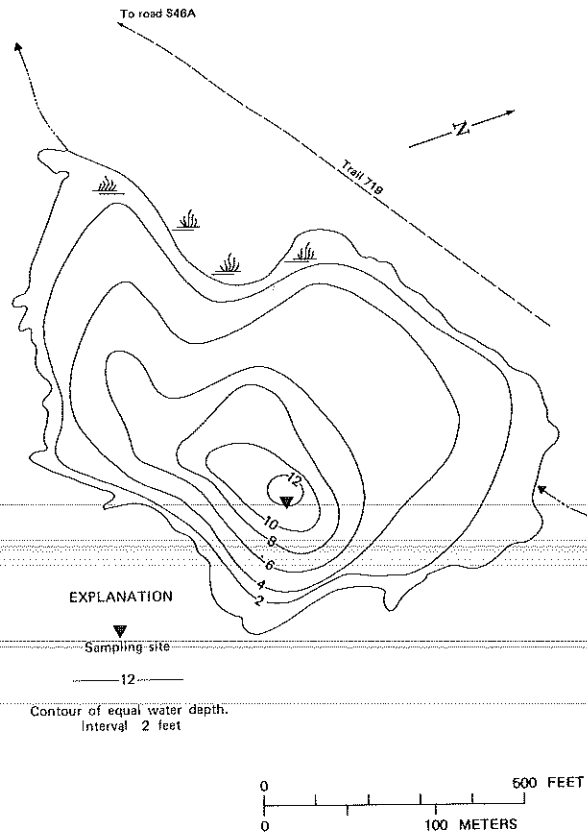 To road S46A
N
Trail 719
12
10
8
6
4
2
EXPLANATION
Sampling site
12
Contour of equal water depth.
Interval 2 feet
0 500 FEET
0 100 METERS